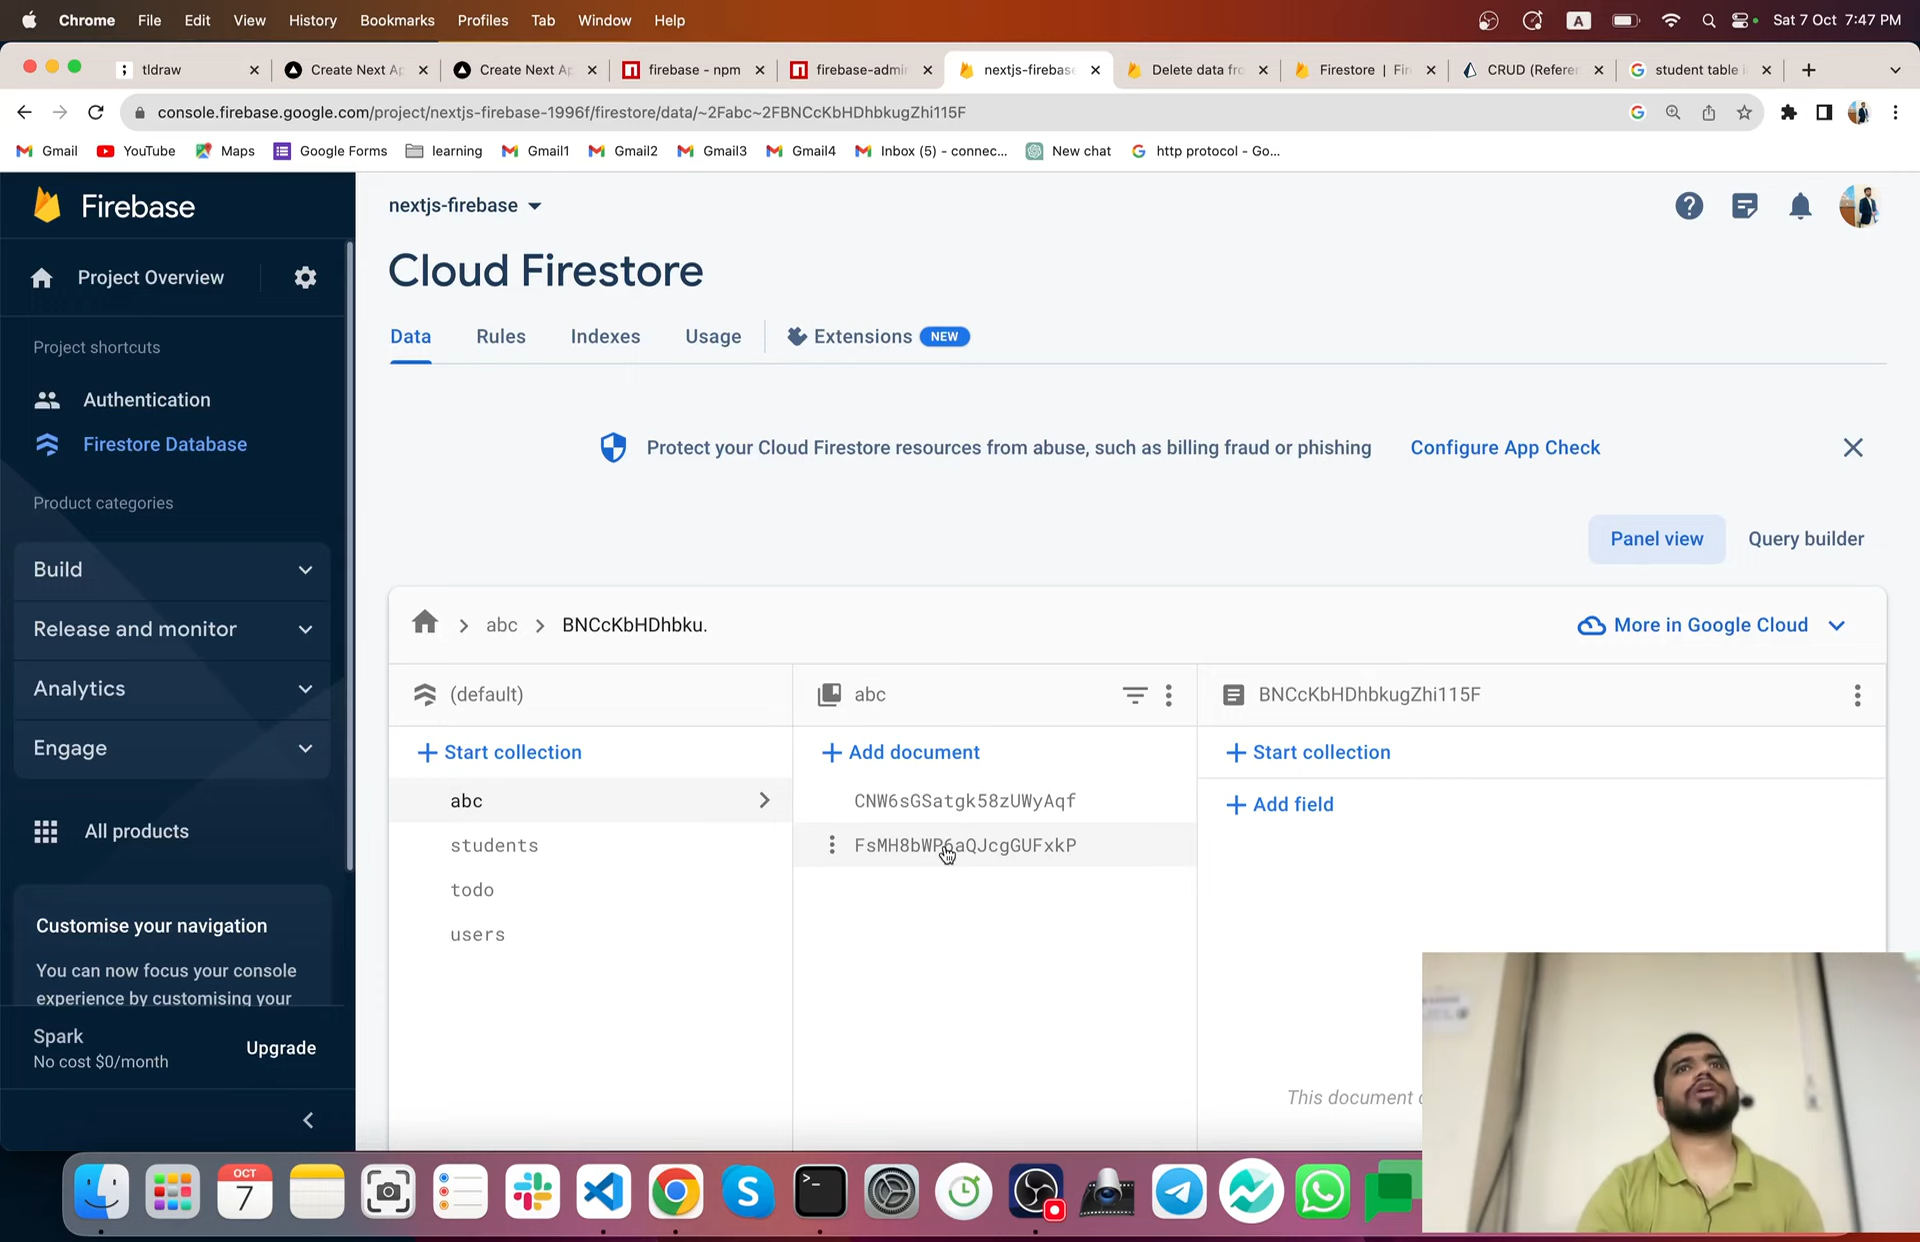 Chrome File Edit View History Bookmarks Profiles Tab Window Help A Sat 7 Oct 7:47 PM
tldraw Create Next Ap Create Next Ap firebase - npm firebase-admin nextjs-firebase Delete data fro Firestore | Fir CRUD (Referen student table i
console.firebase.google.com/project/nextjs-firebase-1996f/firestore/data/~2Fabc~2FBNCcKbHDhbkugZhi115F
Gmail YouTube Maps Google Forms learning Gmail1 Gmail2 Gmail3 Gmail4 Inbox (5) - connec... New chat http protocol - Go...
Firebase
nextjs-firebase
Project Overview
Cloud Firestore
Project shortcuts
Data Rules Indexes Usage Extensions NEW
Authentication
Firestore Database
Protect your Cloud Firestore resources from abuse, such as billing fraud or phishing Configure App Check
Product categories
Panel view Query builder
Build
Release and monitor
Analytics
Engage
All products
abc BNCcKbHDhbku. More in Google Cloud
(default) abc BNCcKbHDhbkugZhi115F
Start collection Add document Start collection
abc CNW6sGSatgk58zUWyAqf Add field
students FsMH8bWP6aQJcgGUFxkP
todo
users
Customise your navigation
You can now focus your console
experience by customising your
Spark
No cost $0/month
Upgrade
This document
OCT
7